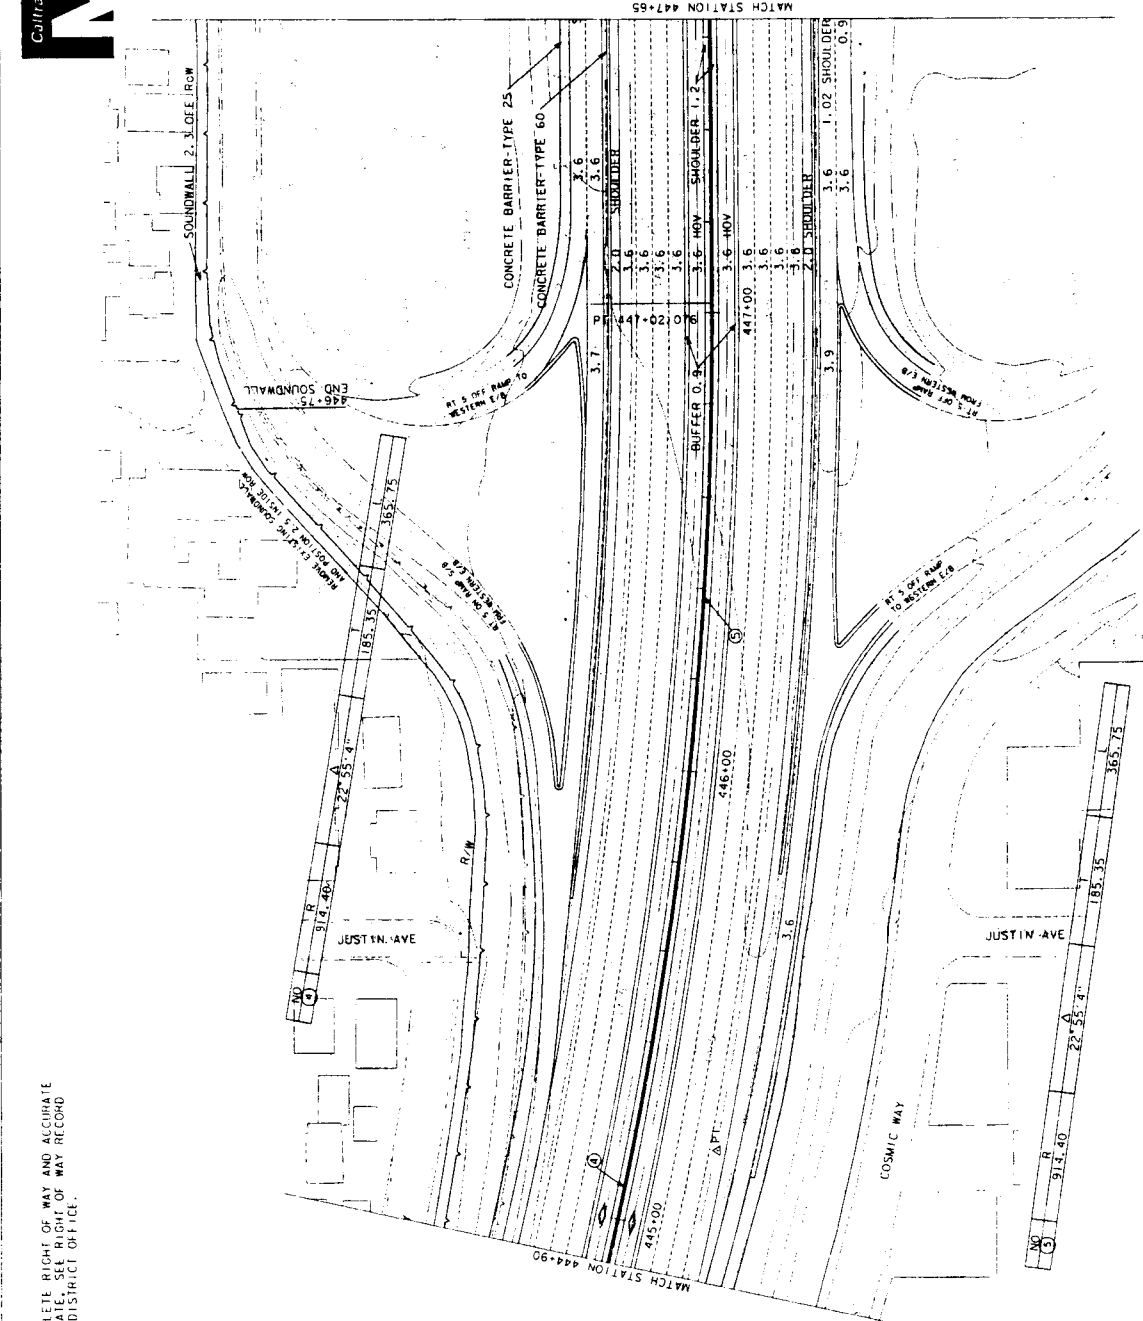 Caltra
MATCH STATION 447+65
SOUNDWALL 2.3 OFF ROW
CONCRETE BARRIER-TYPE 25
CONCRETE BARRIER-TYPE 60
3.6
3.6
SHOULDER
2.0
3.6
3.6
3.6
3.6
3.6 HOV
SHOULDER 1.2
3.6 HOV
3.6
3.6
3.6
3.6
2.0 SHOULDER
3.6
3.6
1.02 SHOULDER
0.9
447+02.076
447+00
BUFFER 0.9
3.7
3.9
446+75
END SOUNDWALL
RT 5 OFF RAMP TO
WESTERN E/B
RT 5 OFF RAMP
FROM WESTERN E/B
REMOVE EXISTING SOUNDWALL
AND POSITION 2.5 INSIDE ROW
RT 5 ON RAMP E/B
FRM WESTERN E/B
RT 5 OFF RAMP
TO WESTERN E/B
5
446+00
3.6
R/W
JUSTIN AVE
JUSTIN AVE
NO R Δ T L
4 914.40 22°55'4" 185.35 365.75
NO R Δ T L
5 914.40 22°55'4" 185.35 365.75
COSMIC WAY
4
445+00
MATCH STATION 444+90
LETE RIGHT OF WAY AND ACCURATE
ATE, SEE RIGHT OF WAY RECORD
DISTRICT OFFICE.